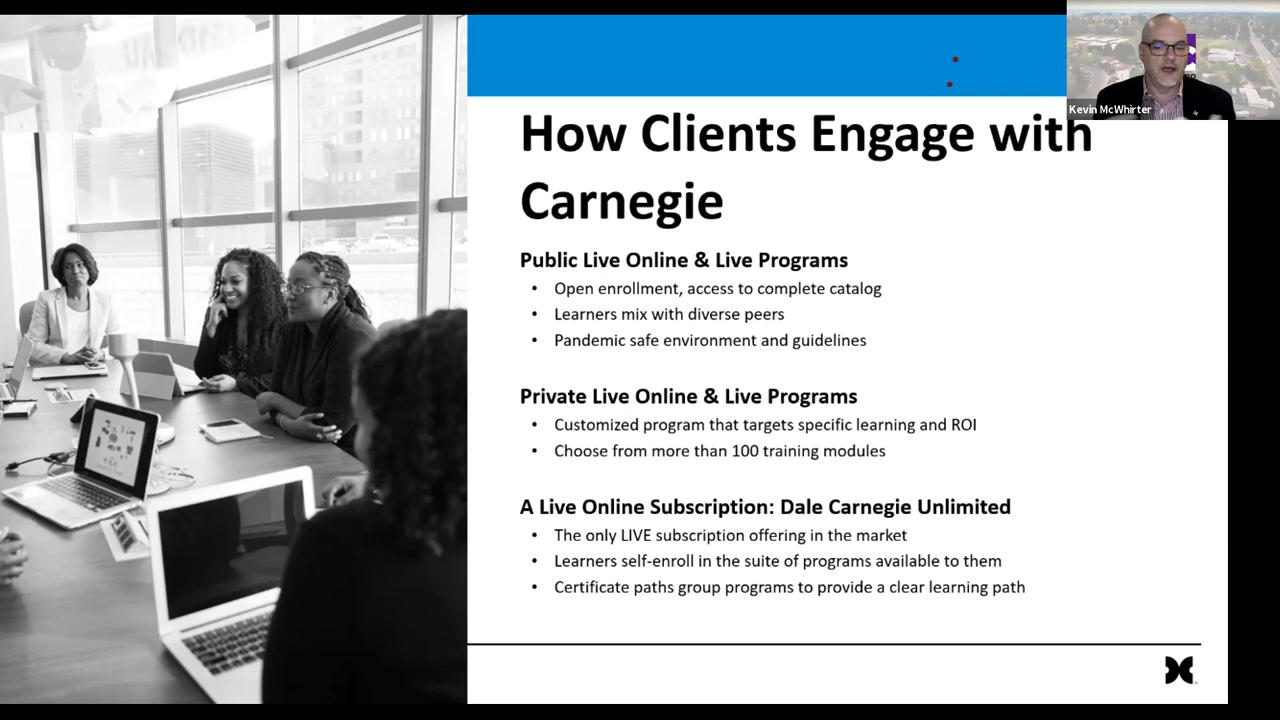 Kevin McWhirter
How Clients Engage with
Carnegie
Public Live Online & Live Programs
• Open enrollment, access to complete catalog
• Learners mix with diverse peers
• Pandemic safe environment and guidelines
Private Live Online & Live Programs
• Customized program that targets specific learning and ROI
• Choose from more than 100 training modules
A Live Online Subscription: Dale Carnegie Unlimited
• The only LIVE subscription offering in the market
• Learners self-enroll in the suite of programs available to them
• Certificate paths group programs to provide a clear learning path